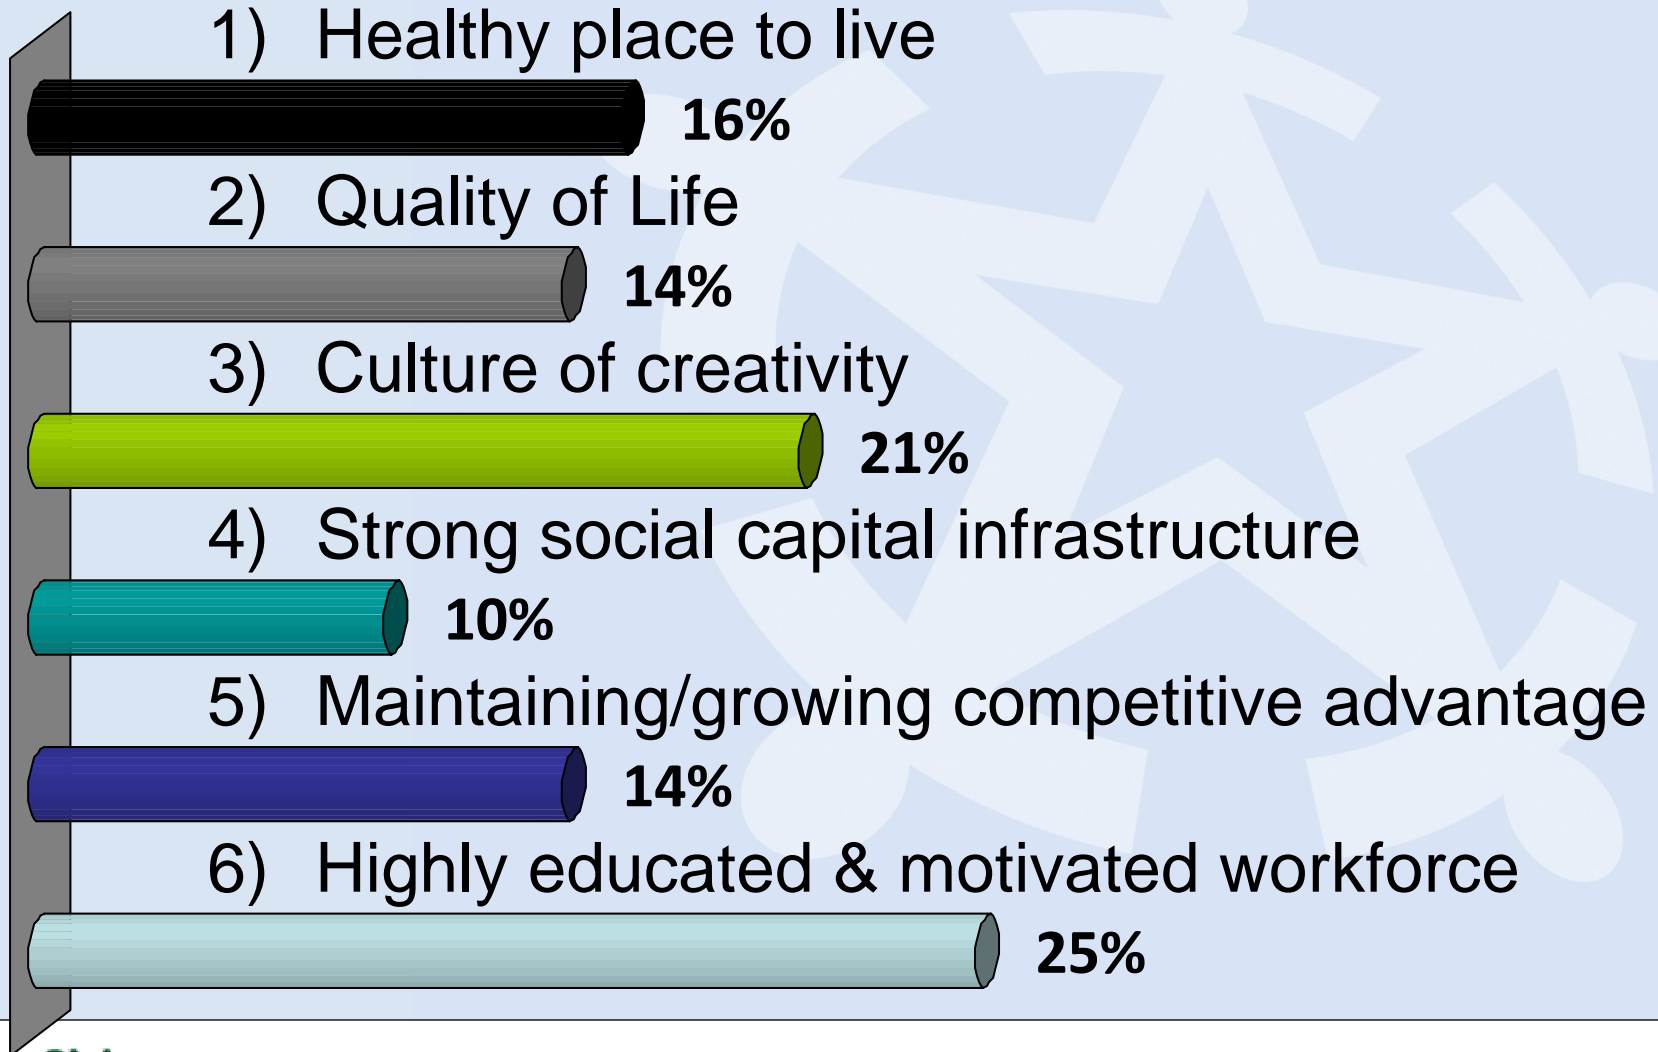 1) Healthy place to live
16%
2) Quality of Life
14%
3) Culture of creativity
21%
4) Strong social capital infrastructure
10%
5) Maintaining/growing competitive advantage
14%
6) Highly educated & motivated workforce
25%